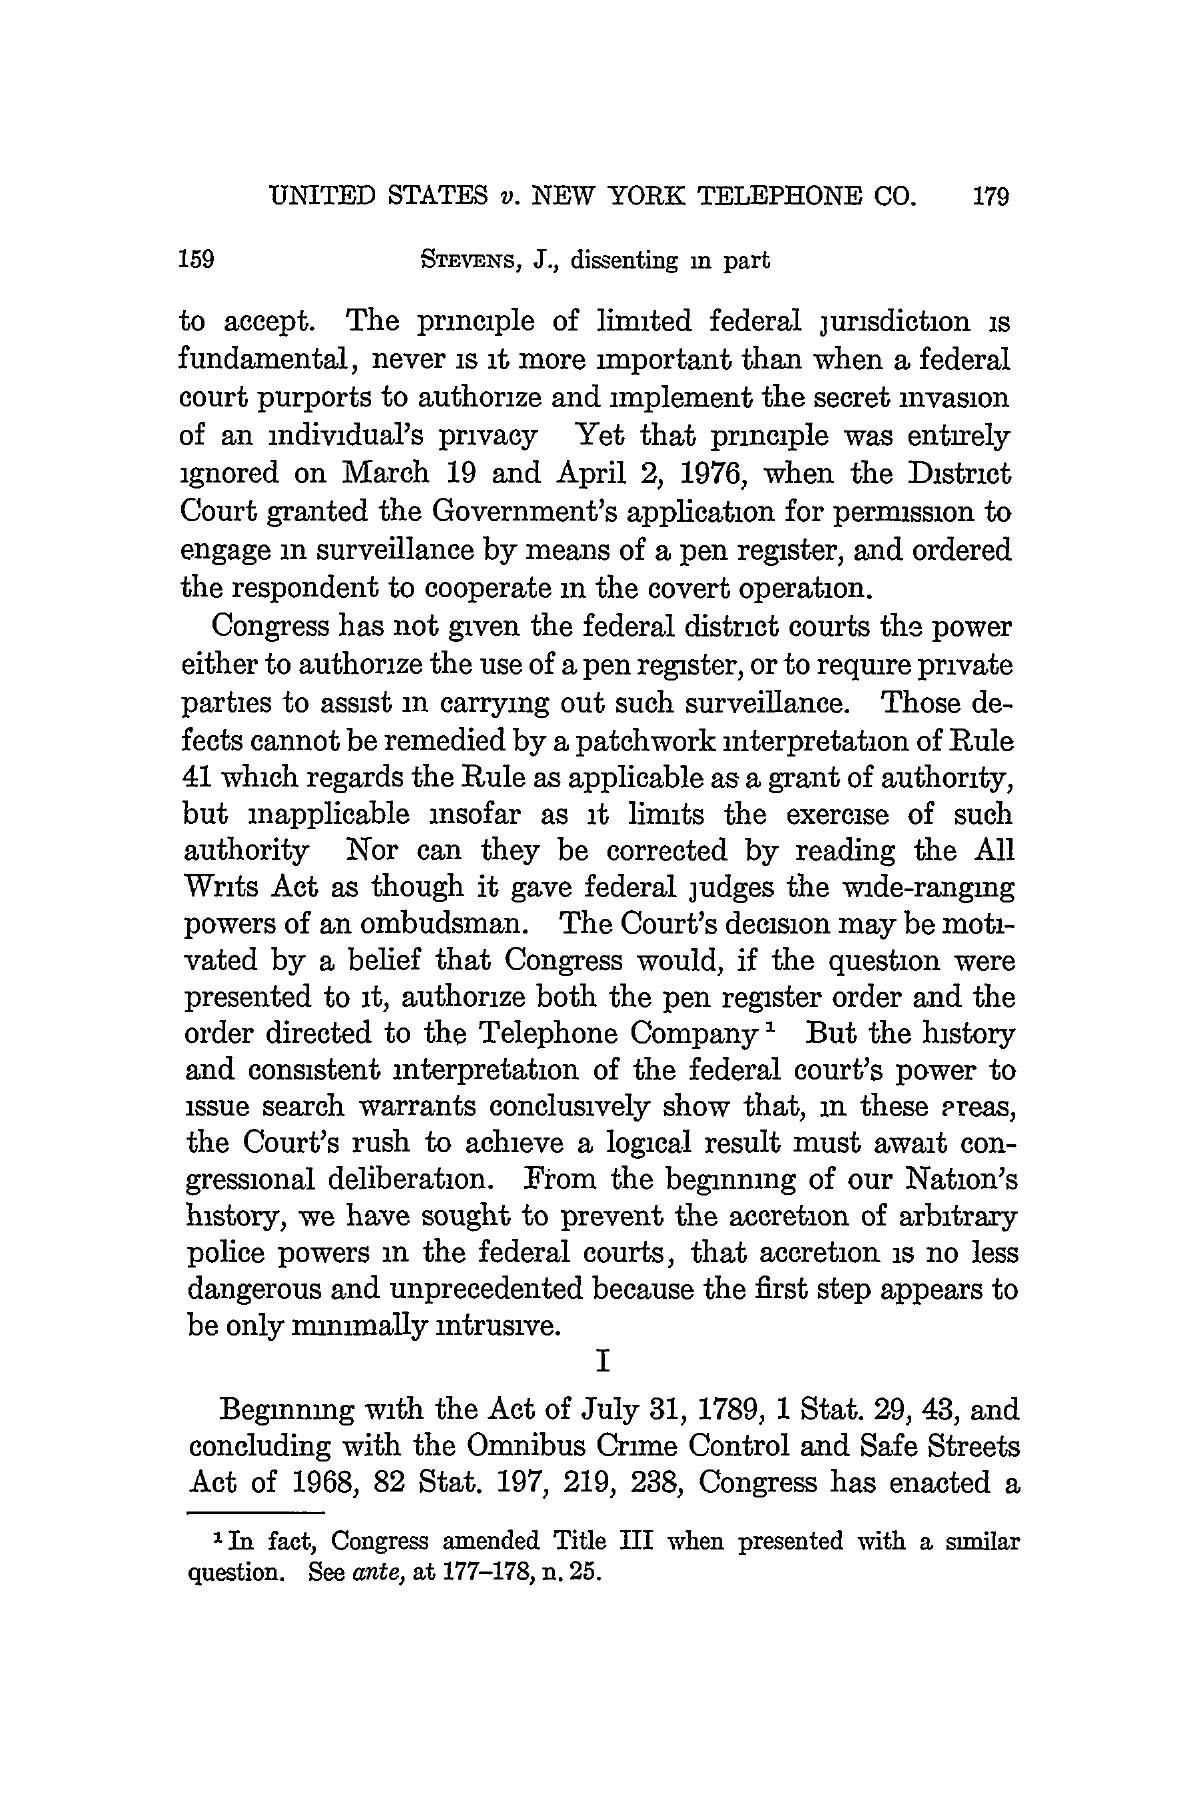 UNITED STATES v. NEW YORK TELEPHONE CO. 179
159 STEVENS, J., dissenting in part
to accept. The principle of limited federal jurisdiction is
fundamental, never is it more important than when a federal
court purports to authorize and implement the secret invasion
of an individual's privacy Yet that principle was entirely
ignored on March 19 and April 2, 1976, when the District
Court granted the Government's application for permission to
engage in surveillance by means of a pen register, and ordered
the respondent to cooperate in the covert operation.
Congress has not given the federal district courts the power
either to authorize the use of a pen register, or to require private
parties to assist in carrying out such surveillance. Those de-
fects cannot be remedied by a patchwork interpretation of Rule
41 which regards the Rule as applicable as a grant of authority,
but inapplicable insofar as it limits the exercise of such
authority Nor can they be corrected by reading the All
Writs Act as though it gave federal judges the wide-ranging
powers of an ombudsman. The Court's decision may be moti-
vated by a belief that Congress would, if the question were
presented to it, authorize both the pen register order and the
order directed to the Telephone Company¹ But the history
and consistent interpretation of the federal court's power to
issue search warrants conclusively show that, in these areas,
the Court's rush to achieve a logical result must await con-
gressional deliberation. From the beginning of our Nation's
history, we have sought to prevent the accretion of arbitrary
police powers in the federal courts, that accretion is no less
dangerous and unprecedented because the first step appears to
be only minimally intrusive.
I
Beginning with the Act of July 31, 1789, 1 Stat. 29, 43, and
concluding with the Omnibus Crime Control and Safe Streets
Act of 1968, 82 Stat. 197, 219, 238, Congress has enacted a
¹ In fact, Congress amended Title III when presented with a similar
question. See ante, at 177–178, n. 25.